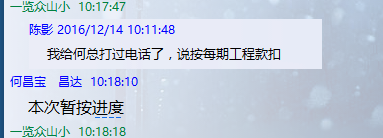 一览众山小 10:17:47
陈影 2016/12/14 10:11:48
我给何总打过电话了，说按每期工程款扣
何昌宝 昌达 10:18:10
本次暂按进度
一览众山小 10:18:18